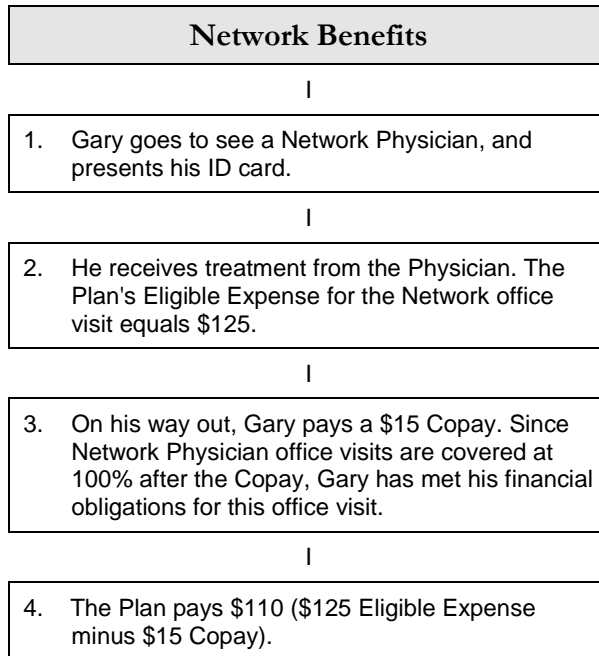 Network Benefits
I
1. Gary goes to see a Network Physician, and
presents his ID card.
I
2. He receives treatment from the Physician. The
Plan's Eligible Expense for the Network office
visit equals $125.
I
3. On his way out, Gary pays a $15 Copay. Since
Network Physician office visits are covered at
100% after the Copay, Gary has met his financial
obligations for this office visit.
I
4. The Plan pays $110 ($125 Eligible Expense
minus $15 Copay).